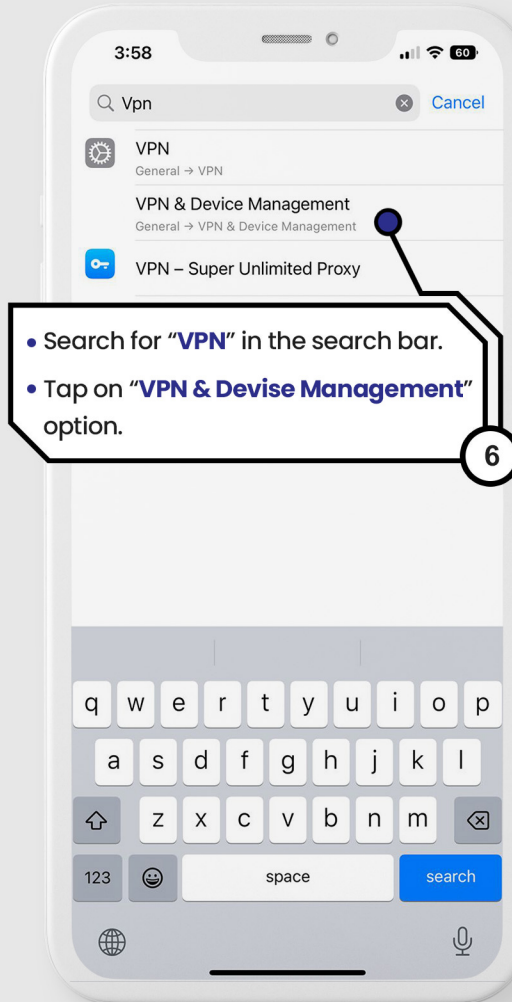 3:58
60
Vpn
Cancel
VPN
General → VPN
VPN & Device Management
General → VPN & Device Management
VPN – Super Unlimited Proxy
• Search for “VPN” in the search bar.
• Tap on “VPN & Devise Management”
option.
6
q w e r t y u i o p
a s d f g h j k l
z x c v b n m
123
space
search